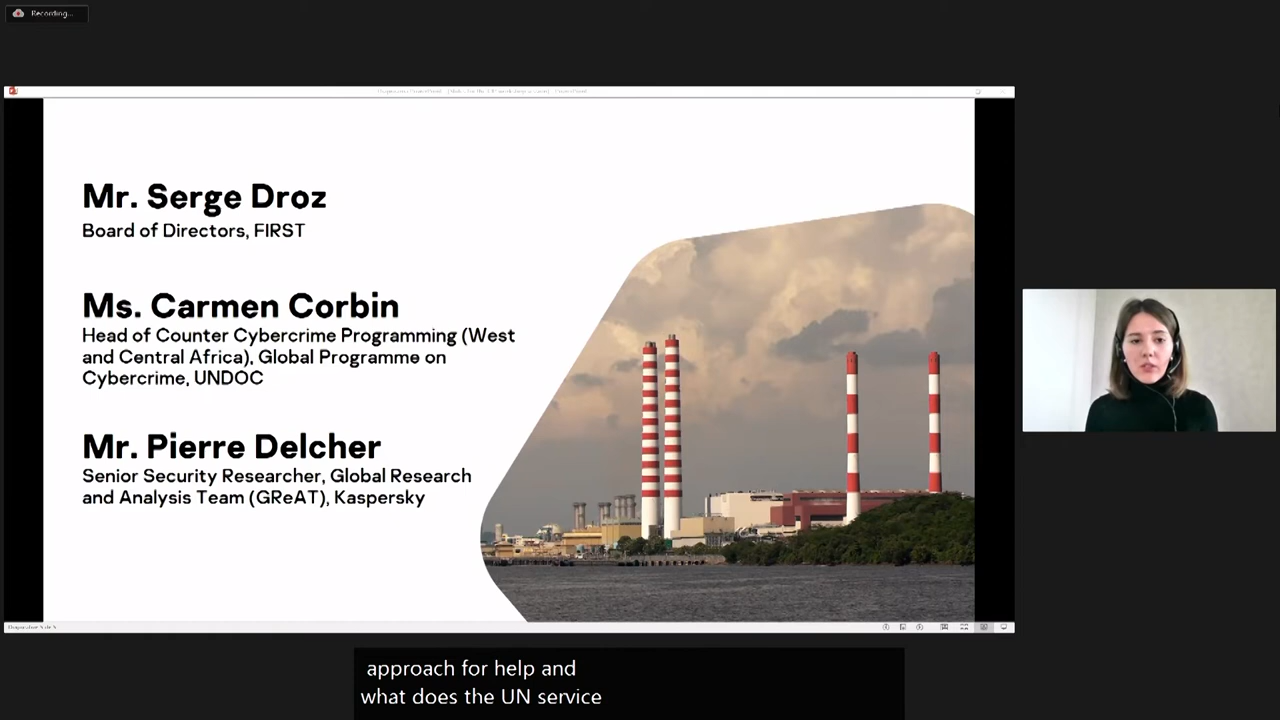 Recording...
Mr. Serge Droz
Board of Directors, FIRST
Ms. Carmen Corbin
Head of Counter Cybercrime Programming (West
and Central Africa), Global Programme on
Cybercrime, UNDOC
Mr. Pierre Delcher
Senior Security Researcher, Global Research
and Analysis Team (GReAT), Kaspersky
approach for help and
what does the UN service